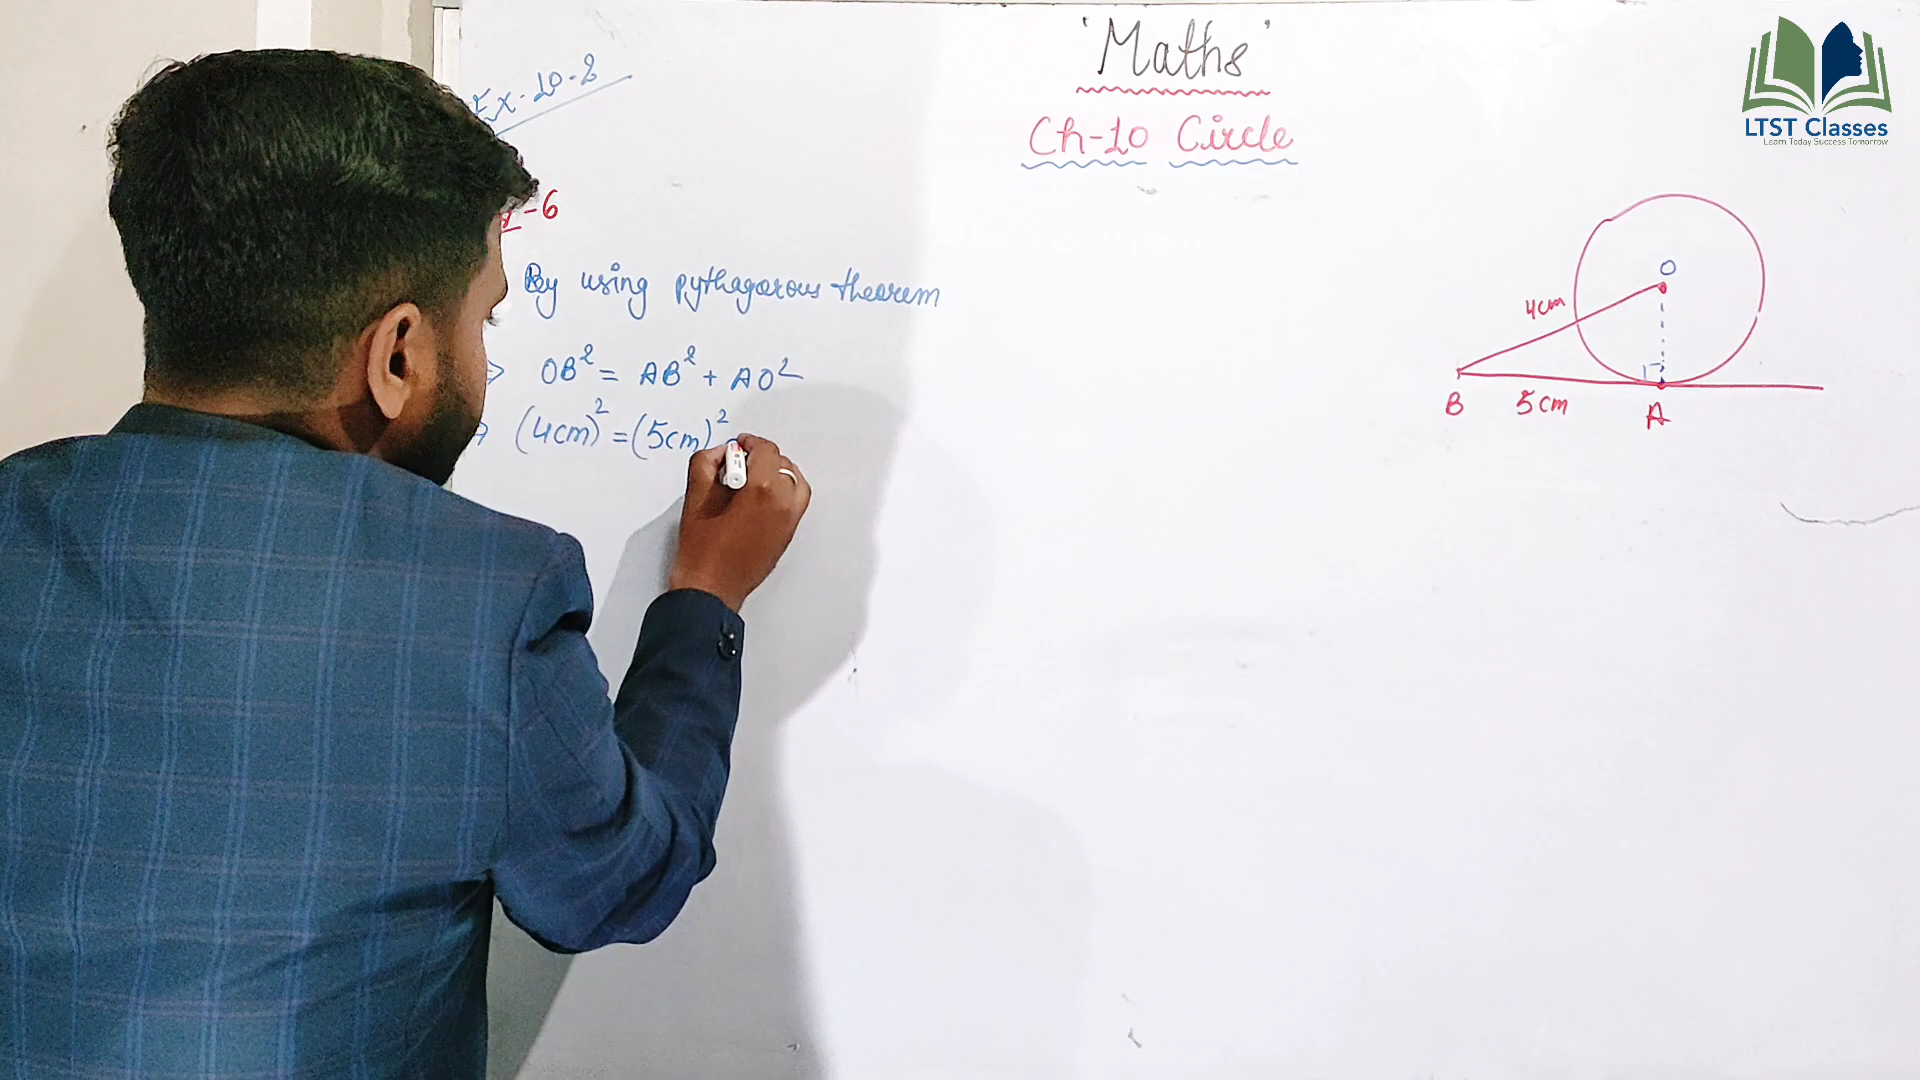 'Maths'
Ch-10 Circle
Ex-10.2
-6
By using pythagorous theorem
⇒ OB² = AB² + AO²
⇒ (4cm)² = (5cm)²
O
4cm
B 5cm A
LTST Classes
Learn Today Success Tomorrow